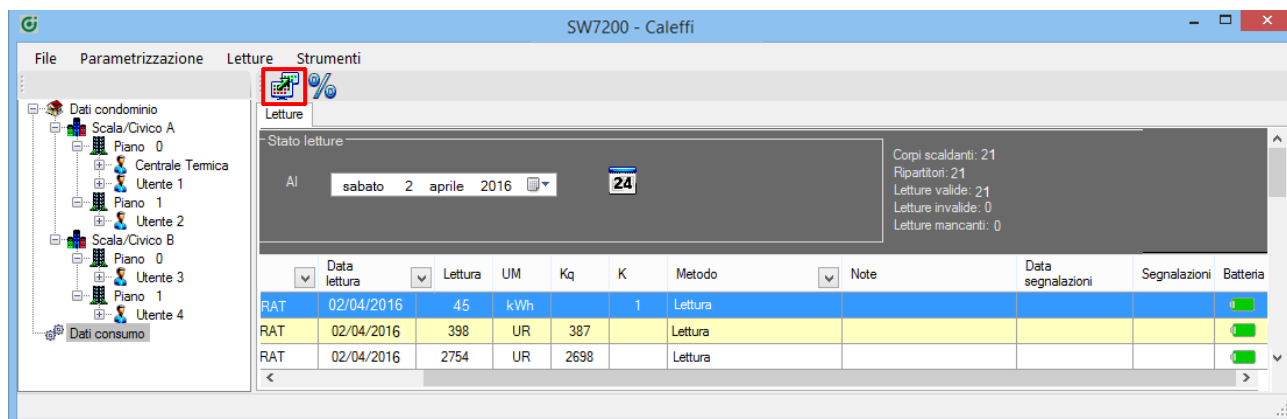 SW7200 - Caleffi
File Parametrizzazione Letture Strumenti
Dati condominio
Scala/Civico A
Piano 0
Centrale Termica
Utente 1
Piano 1
Utente 2
Scala/Civico B
Piano 0
Utente 3
Piano 1
Utente 4
Dati consumo
%
Letture
Stato letture
Al sabato 2 aprile 2016 24
Corpi scaldanti: 21
Ripartitori: 21
Letture valide: 21
Letture invalide: 0
Letture mancanti: 0
Data lettura Lettura UM Kq K Metodo Note Data segnalazioni Segnalazioni Batteria
RAT 02/04/2016 45 kWh 1 Lettura
RAT 02/04/2016 398 UR 387 Lettura
RAT 02/04/2016 2754 UR 2698 Lettura